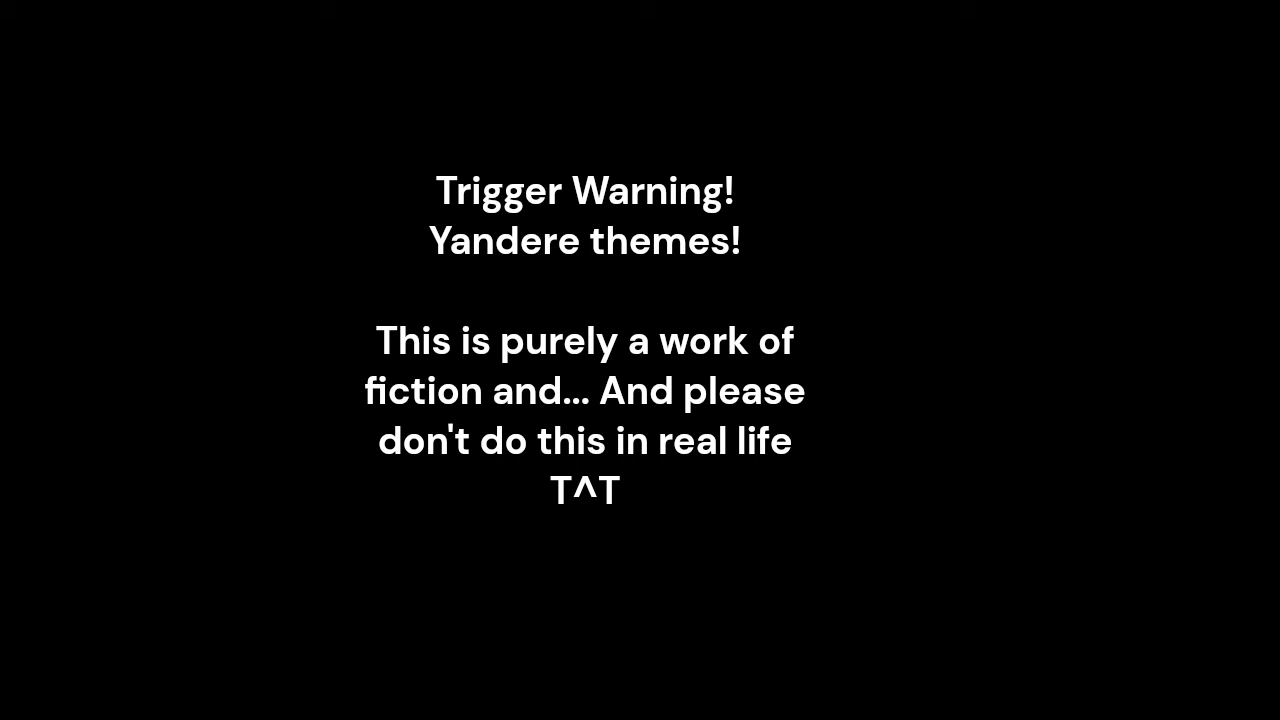 Trigger Warning!
Yandere themes!
This is purely a work of
fiction and... And please
don't do this in real life
T^T